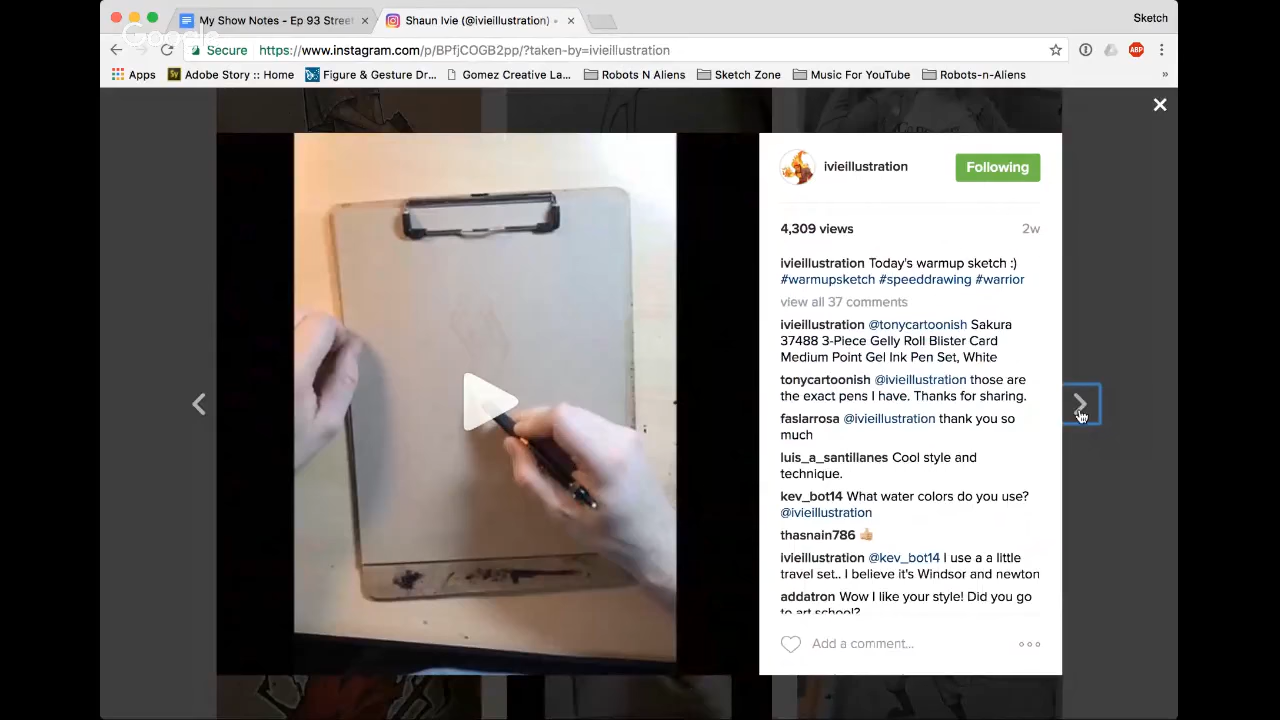 My Show Notes - Ep 93 Street
Shaun Ivie (@ivieillustration)
Sketch
Google
Secure https://www.instagram.com/p/BPfjCOGB2pp/?taken-by=ivieillustration
ABP
Apps
Sy Adobe Story :: Home
Figure & Gesture Dr...
Gomez Creative La...
Robots N Aliens
Sketch Zone
Music For YouTube
Robots-n-Aliens
»
ivieillustration
Following
4,309 views
2w
ivieillustration Today's warmup sketch :)
#warmupsketch #speeddrawing #warrior
view all 37 comments
ivieillustration @tonycartoonish Sakura
37488 3-Piece Gelly Roll Blister Card
Medium Point Gel Ink Pen Set, White
tonycartoonish @ivieillustration those are
the exact pens I have. Thanks for sharing.
faslarrosa @ivieillustration thank you so
much
luis_a_santillanes Cool style and
technique.
kev_bot14 What water colors do you use?
@ivieillustration
thasnain786 👍🏼
ivieillustration @kev_bot14 I use a a little
travel set.. I believe it's Windsor and newton
addatron Wow I like your style! Did you go
to art school?
Add a comment...